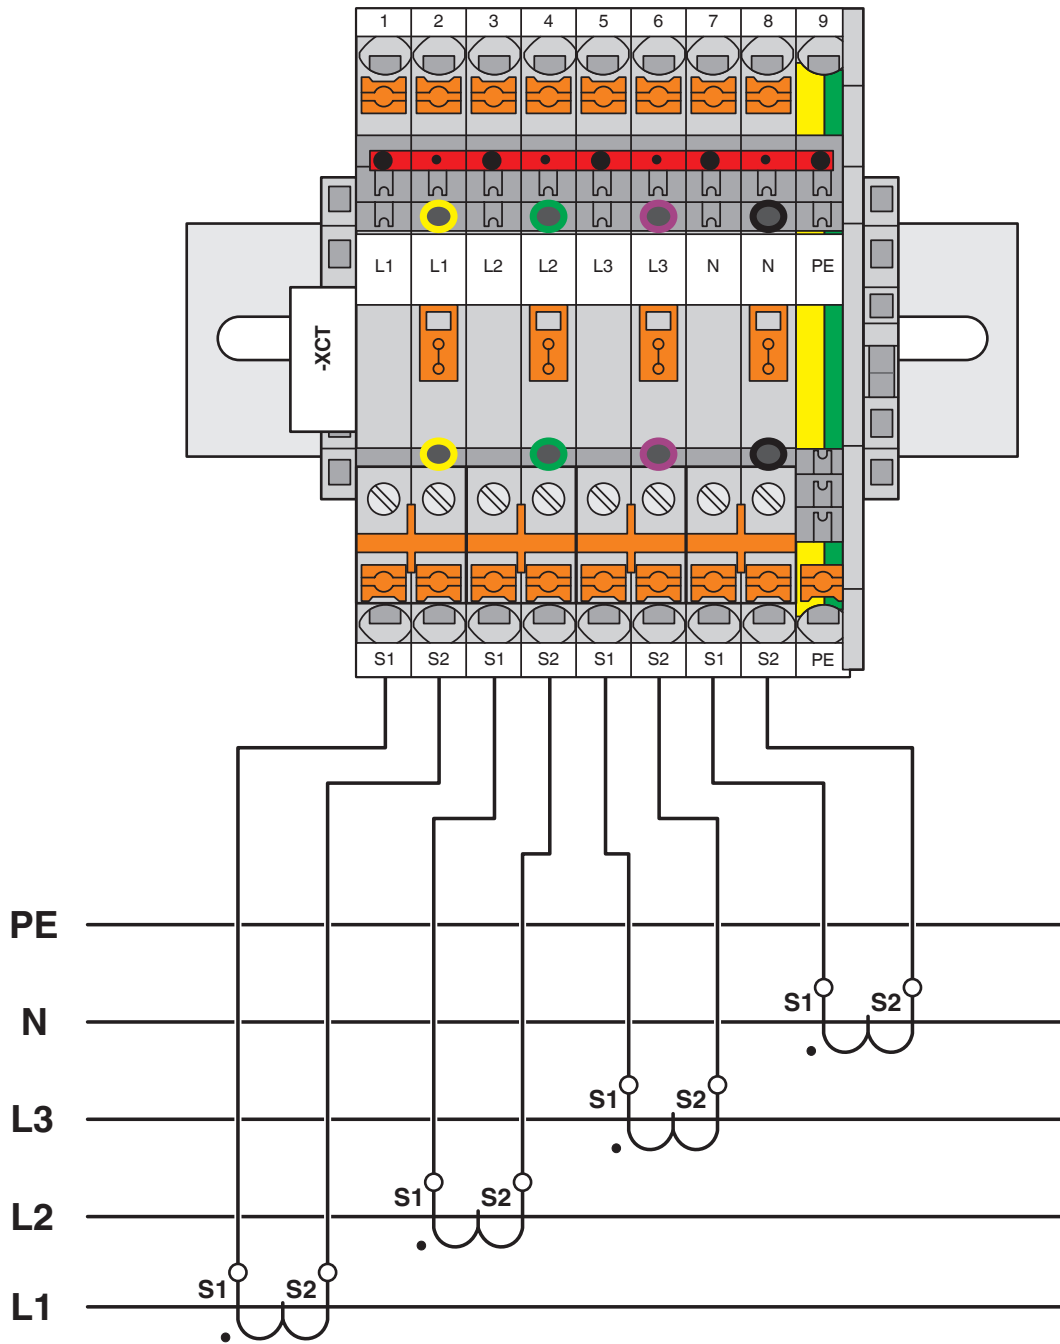 1 2 3 4 5 6 7 8 9
L1 L1 L2 L2 L3 L3 N N PE
-XCT
S1 S2 S1 S2 S1 S2 S1 S2 PE
PE
S1 S2
N
S1 S2
L3
S1 S2
L2
S1 S2
L1